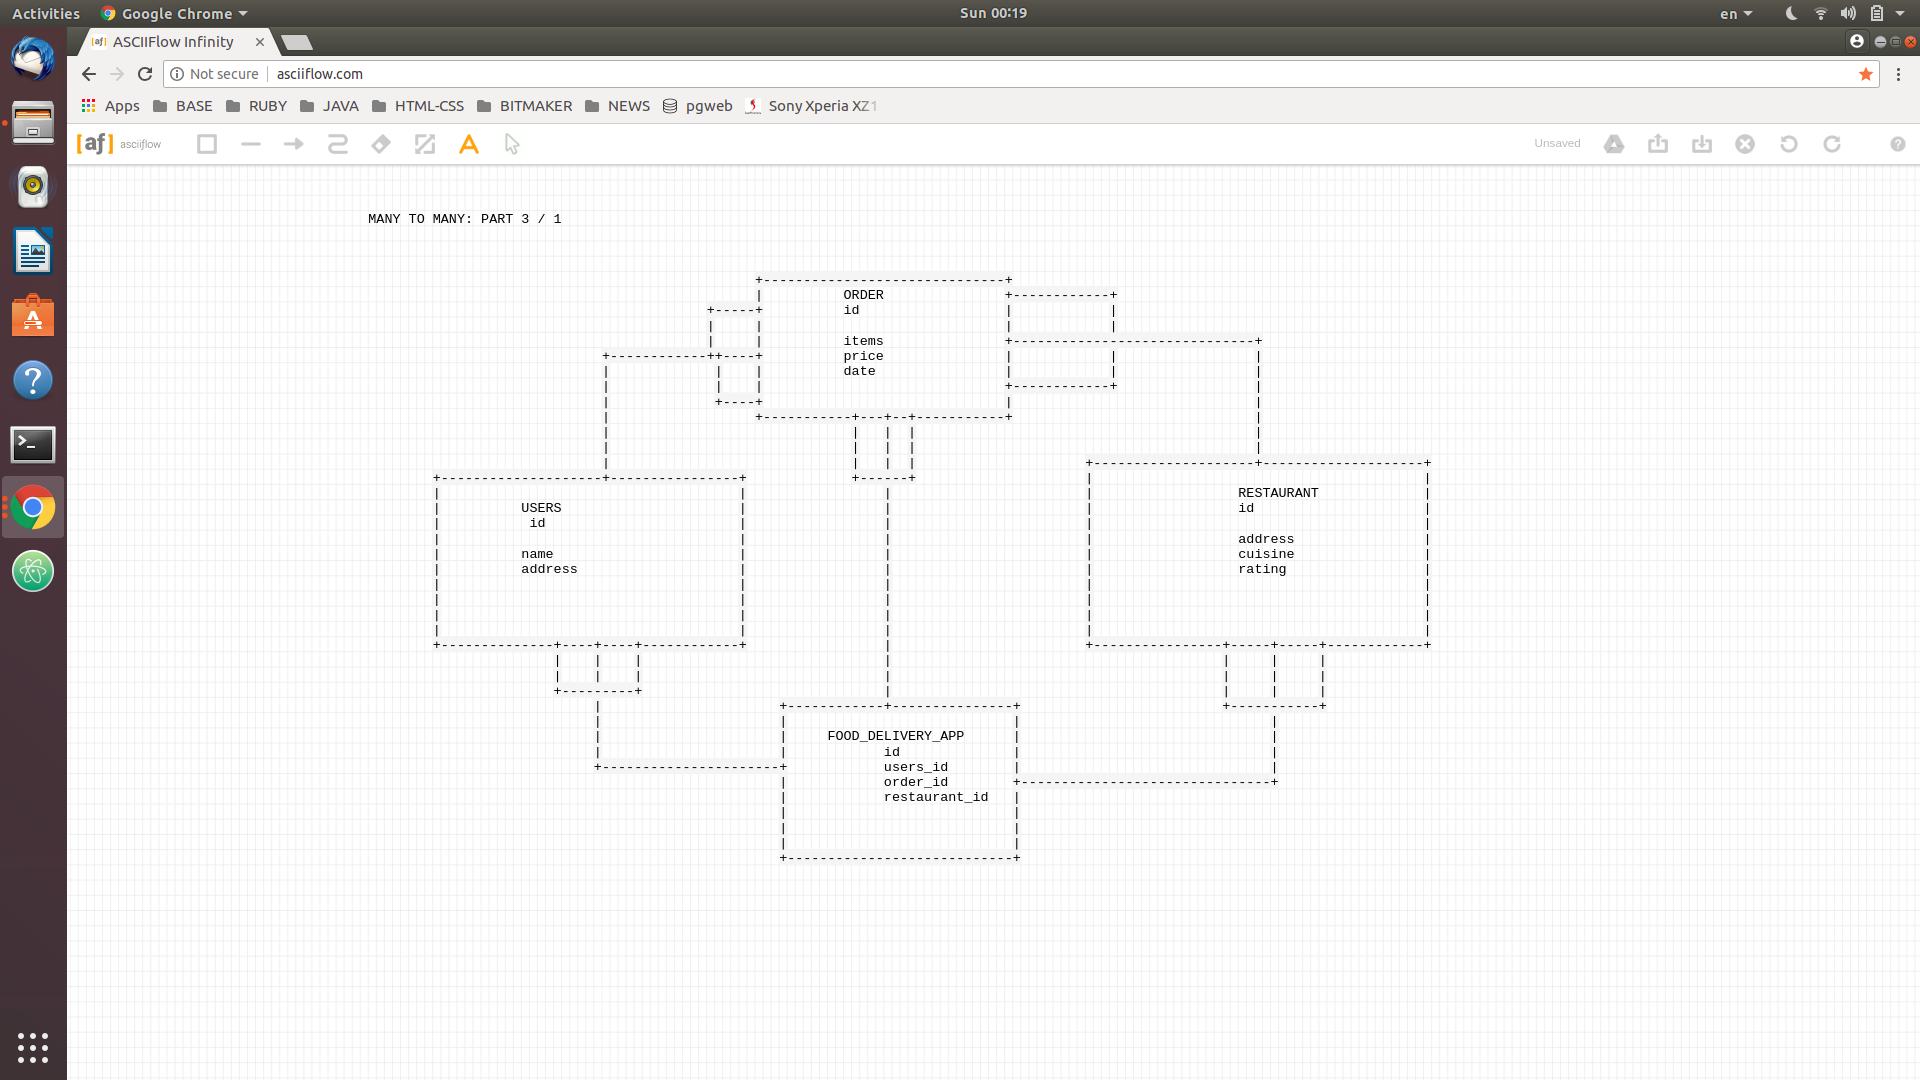 Activities
Google Chrome
Sun 00:19
en
[af] ASCIIFlow Infinity
Not secure
asciiflow.com
Apps
BASE
RUBY
JAVA
HTML-CSS
BITMAKER
NEWS
pgweb
Sony Xperia XZ1
[af] asciiflow
A
Unsaved
MANY TO MANY: PART 3 / 1
ORDER
id
items
price
date
USERS
id
name
address
RESTAURANT
id
address
cuisine
rating
FOOD_DELIVERY_APP
id
users_id
order_id
restaurant_id